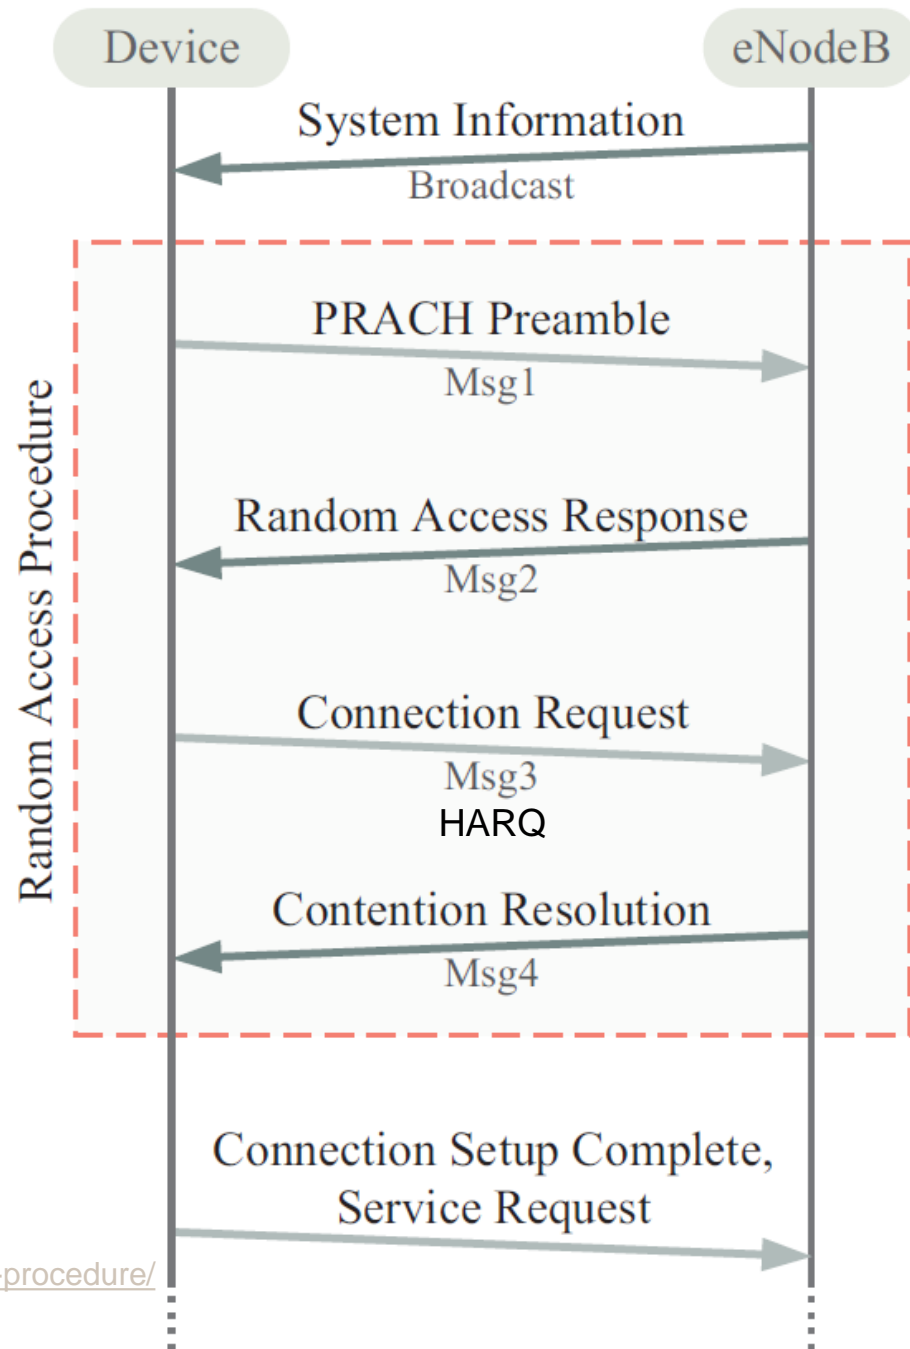 Device
eNodeB
System Information
Broadcast
Random Access Procedure
PRACH Preamble
Msg1
Random Access Response
Msg2
Connection Request
Msg3
HARQ
Contention Resolution
Msg4
Connection Setup Complete,
Service Request
-procedure/